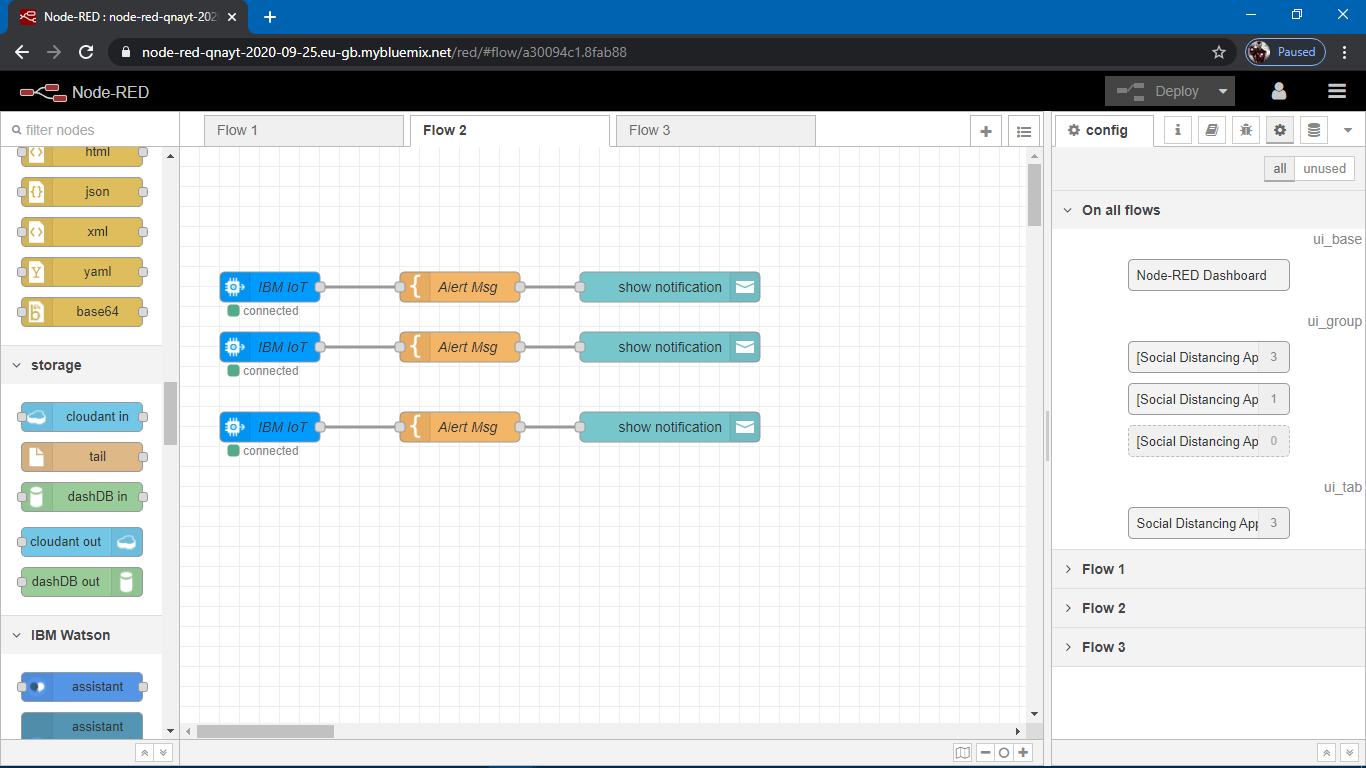 Node-RED : node-red-qnayt-202
node-red-qnayt-2020-09-25.eu-gb.mybluemix.net/red/#flow/a30094c1.8fab88
Paused
Node-RED
Deploy
filter nodes
html
json
xml
yaml
base64
storage
cloudant in
tail
dashDB in
cloudant out
dashDB out
IBM Watson
assistant
assistant
Flow 1
Flow 2
Flow 3
IBM IoT
Alert Msg
show notification
connected
IBM IoT
Alert Msg
show notification
connected
IBM IoT
Alert Msg
show notification
connected
config
all
unused
On all flows
ui_base
Node-RED Dashboard
ui_group
[Social Distancing Ap 3
[Social Distancing Ap 1
[Social Distancing Ap 0
ui_tab
Social Distancing App 3
Flow 1
Flow 2
Flow 3